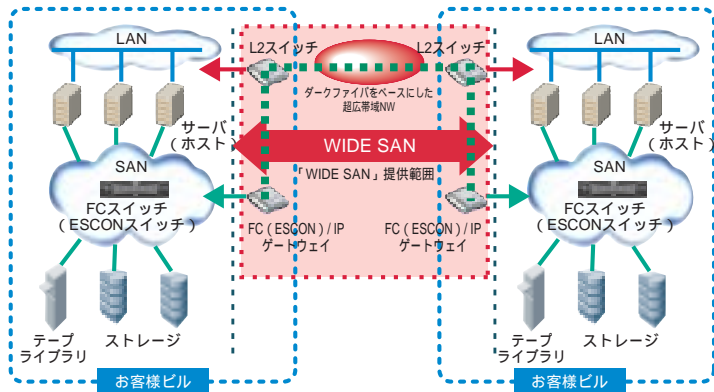 LAN
サーバ
(ホスト)
SAN
FCスイッチ
(ESCONスイッチ)
テープ
ライブラリ
ストレージ
お客様ビル
L2スイッチ
L2スイッチ
ダークファイバをベースにした
超広帯域NW
WIDE SAN
「WIDE SAN」提供範囲
FC(ESCON)/IP
ゲートウェイ
FC(ESCON)/IP
ゲートウェイ
LAN
サーバ
(ホスト)
SAN
FCスイッチ
(ESCONスイッチ)
テープ
ライブラリ
ストレージ
お客様ビル